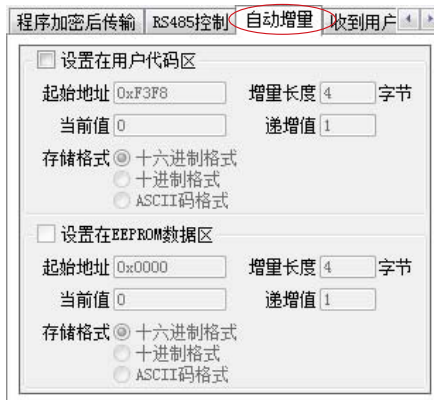 程序加密后传输 RS485控制 自动增量 收到用户
设置在用户代码区
起始地址 0xF3F8 增量长度 4 字节
当前值 0 递增值 1
存储格式 十六进制格式
十进制格式
ASCII码格式
设置在EEPROM数据区
起始地址 0x0000 增量长度 4 字节
当前值 0 递增值 1
存储格式 十六进制格式
十进制格式
ASCII码格式